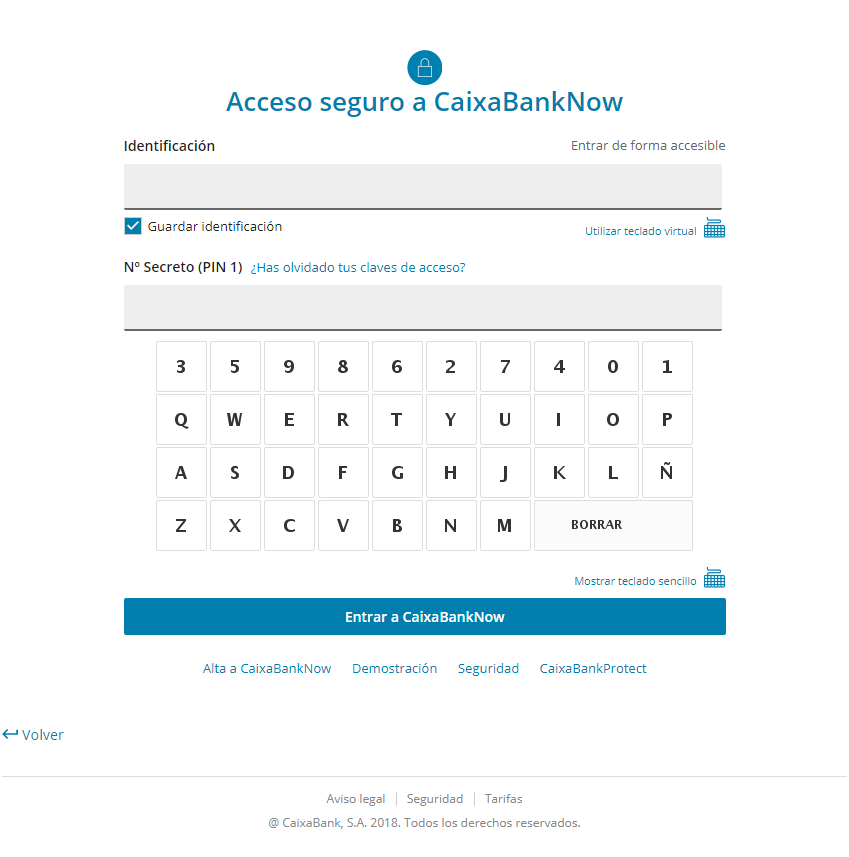 Acceso seguro a CaixaBankNow
Identificación Entrar de forma accesible
Guardar identificación Utilizar teclado virtual
Nº Secreto (PIN 1) ¿Has olvidado tus claves de acceso?
3 5 9 8 6 2 7 4 0 1
Q W E R T Y U I O P
A S D F G H J K L Ñ
Z X C V B N M BORRAR
Mostrar teclado sencillo
Entrar a CaixaBankNow
Alta a CaixaBankNow Demostración Seguridad CaixaBankProtect
Volver
Aviso legal Seguridad Tarifas
@ CaixaBank, S.A. 2018. Todos los derechos reservados.